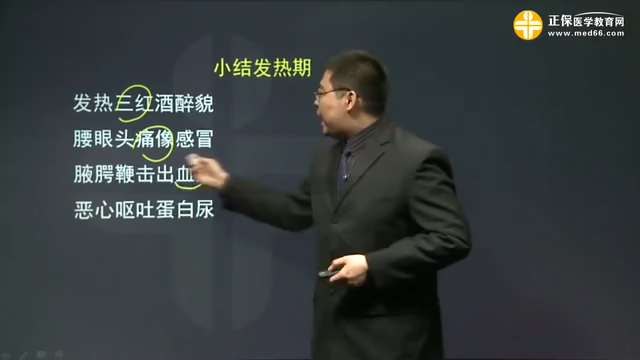 正保医学教育网
www.med66.com
小结发热期
发热三红酒醉貌
腰眼头痛像感冒
腋腭鞭击出血
恶心呕吐蛋白尿